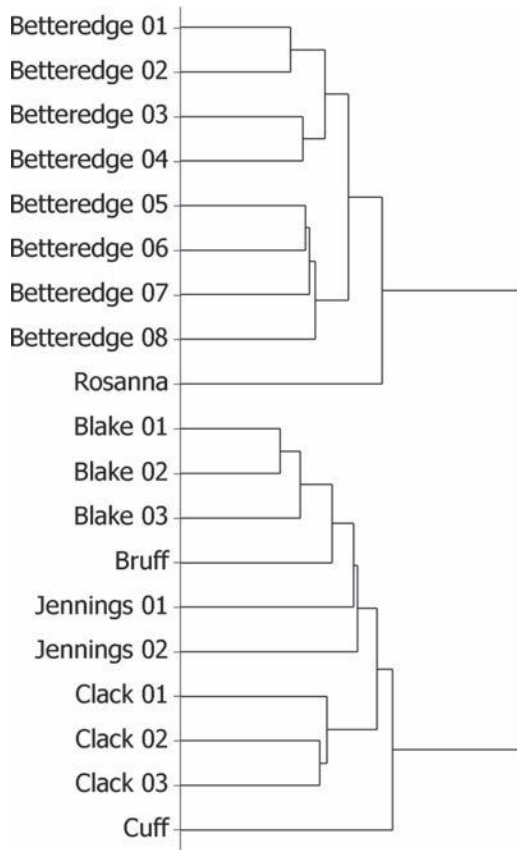 Betteredge 01
Betteredge 02
Betteredge 03
Betteredge 04
Betteredge 05
Betteredge 06
Betteredge 07
Betteredge 08
Rosanna
Blake 01
Blake 02
Blake 03
Bruff
Jennings 01
Jennings 02
Clack 01
Clack 02
Clack 03
Cuff